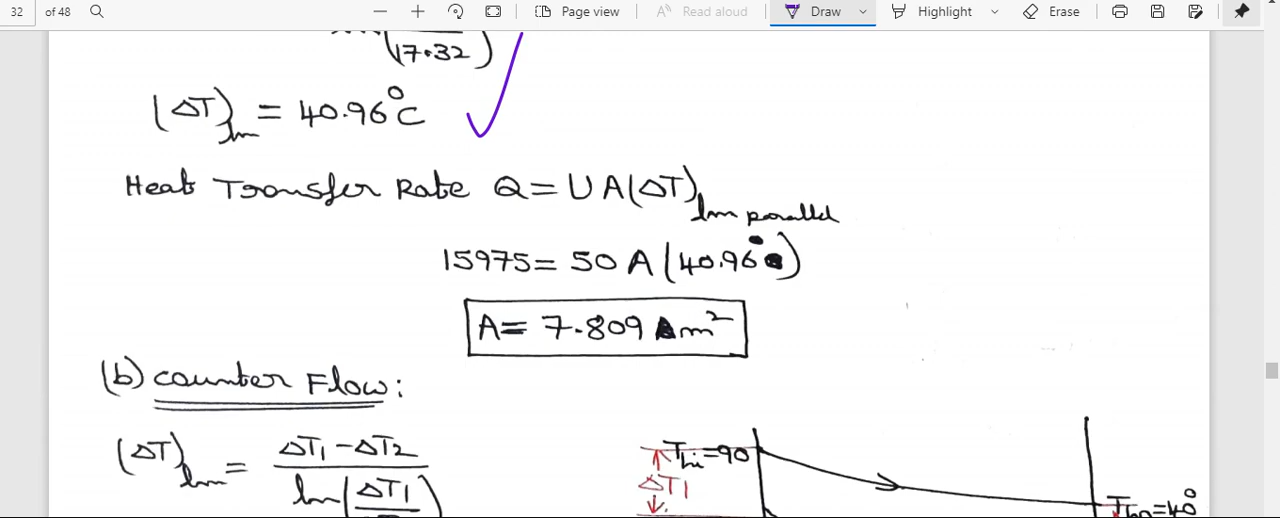 32 of 48 Page view Read aloud Draw Highlight Erase
(17.32)
(ΔT)lm = 40.96°C
Heat Transfer Rate Q = UA(ΔT)lm parallel
15975 = 50 A (40.96°)
A = 7.809 m²
(b) Counter Flow:
(ΔT)lm = ΔT1 - ΔT2
ln(ΔT1
Thi = 90
ΔT1
Tho = 40°